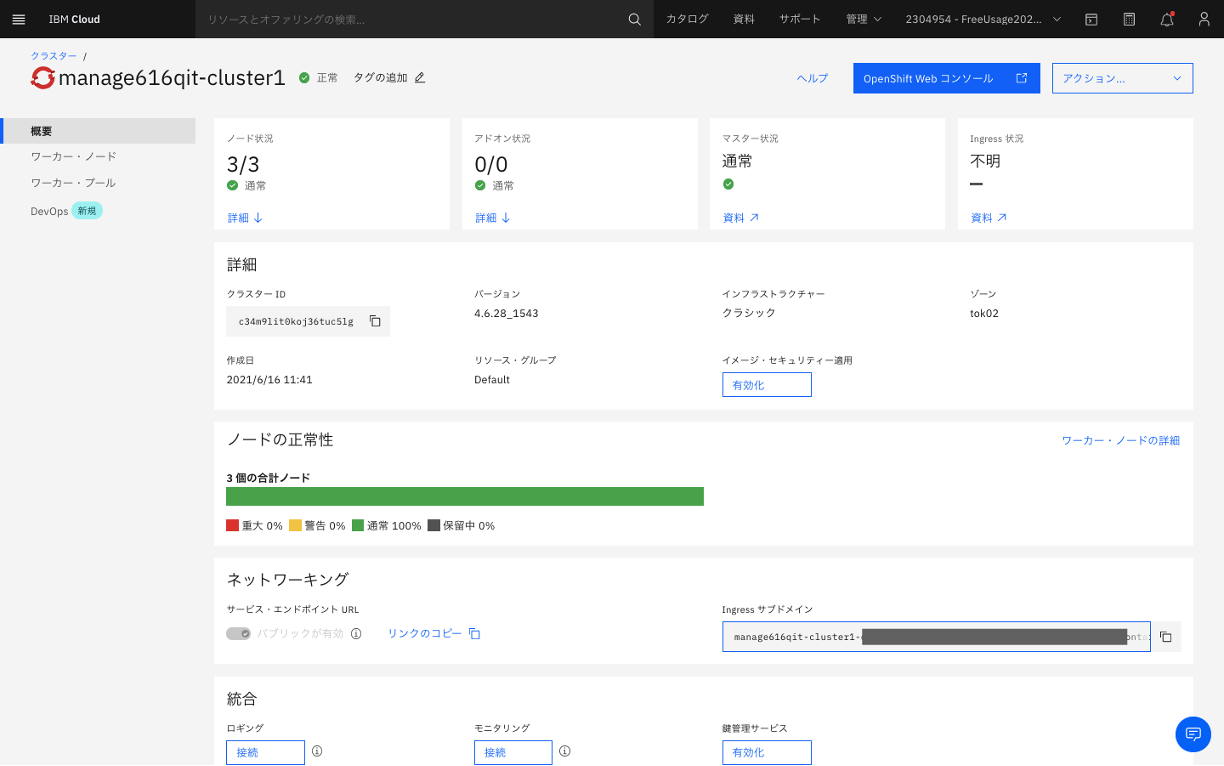 IBM Cloud
リソースとオファリングの検索...
カタログ
資料
サポート
管理
2304954 - FreeUsage202...
クラスター /
manage616qit-cluster1
正常
タグの追加
ヘルプ
OpenShift Web コンソール
アクション...
概要
ワーカー・ノード
ワーカー・プール
DevOps 新規
ノード状況
3/3
通常
詳細
アドオン状況
0/0
通常
詳細
マスター状況
通常
資料
Ingress 状況
不明
資料
詳細
クラスター ID
c34m9lit0koj36tuc5lg
バージョン
4.6.28_1543
インフラストラクチャー
クラシック
ゾーン
tok02
作成日
2021/6/16 11:41
リソース・グループ
Default
イメージ・セキュリティー適用
有効化
ノードの正常性
ワーカー・ノードの詳細
3 個の合計ノード
重大 0% 警告 0% 通常 100% 保留中 0%
ネットワーキング
サービス・エンドポイント URL
パブリックが有効
リンクのコピー
Ingress サブドメイン
manage616qit-cluster1-
統合
ロギング
接続
モニタリング
接続
鍵管理サービス
有効化